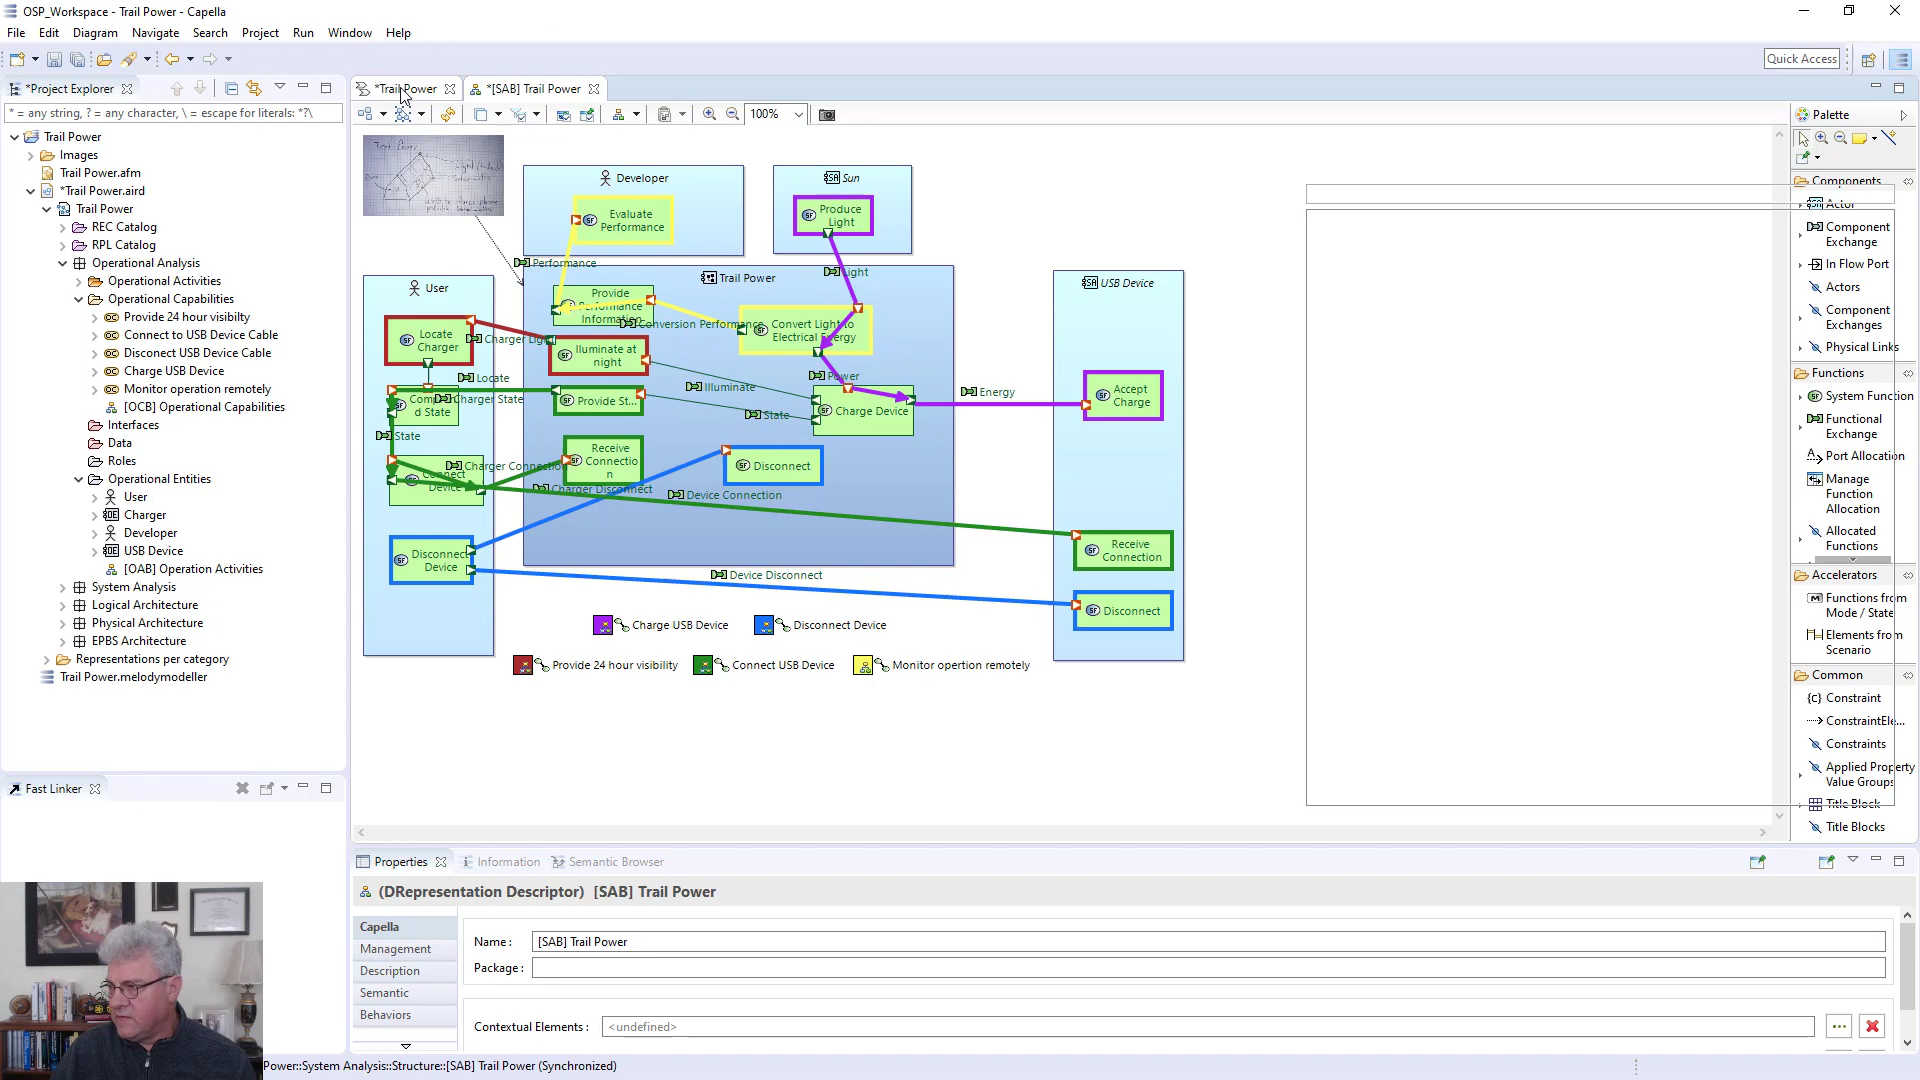 OSP_Workspace - Trail Power - Capella
File Edit Diagram Navigate Search Project Run Window Help
Quick Access
*Project Explorer
* = any string, ? = any character, \ = escape for literals: *?\
Trail Power
Images
Trail Power.afm
*Trail Power.aird
Trail Power
REC Catalog
RPL Catalog
Operational Analysis
Operational Activities
Operational Capabilities
Provide 24 hour visibilty
Connect to USB Device Cable
Disconect USB Device Cable
Charge USB Device
Monitor operation remotely
[OCB] Operational Capabilities
Interfaces
Data
Roles
Operational Entities
User
Charger
Developer
USB Device
[OAB] Operation Activities
System Analysis
Logical Architecture
Physical Architecture
EPBS Architecture
Representations per category
Trail Power.melodymodeller
Fast Linker
*Trail Power
*[SAB] Trail Power
100%
Developer
Evaluate
Performance
Sun
Produce
Light
Performance
Light
User
Trail Power
USB Device
Locate
Charger
Provide
Performance
Information
Conversion Performance
Convert Light to
Electrical Energy
Iluminate at
night
Locate
Illuminate
Power
Charger State
d State
Provide St...
State
Charge Device
Energy
Accept
Charge
State
Charger Connection
Receive
Connectio
n
Disconnect
Device
Charger Disconnect
Device Connection
Disconnect
Device
Device Disconnect
Receive
Connection
Disconnect
Charge USB Device
Disconnect Device
Provide 24 hour visibility
Connect USB Device
Monitor opertion remotely
Palette
Components
Actor
Component
Exchange
In Flow Port
Actors
Component
Exchanges
Physical Links
Functions
System Function
Functional
Exchange
Port Allocation
Manage
Function
Allocation
Allocated
Functions
Accelerators
Functions from
Mode / State
Elements from
Scenario
Common
{c} Constraint
ConstraintEle...
Constraints
Applied Property
Value Groups
Title Block
Title Blocks
Properties
Information
Semantic Browser
(DRepresentation Descriptor) [SAB] Trail Power
Capella
Management
Description
Semantic
Behaviors
Name :
[SAB] Trail Power
Package :
Contextual Elements :
<undefined>
Power::System Analysis::Structure::[SAB] Trail Power (Synchronized)